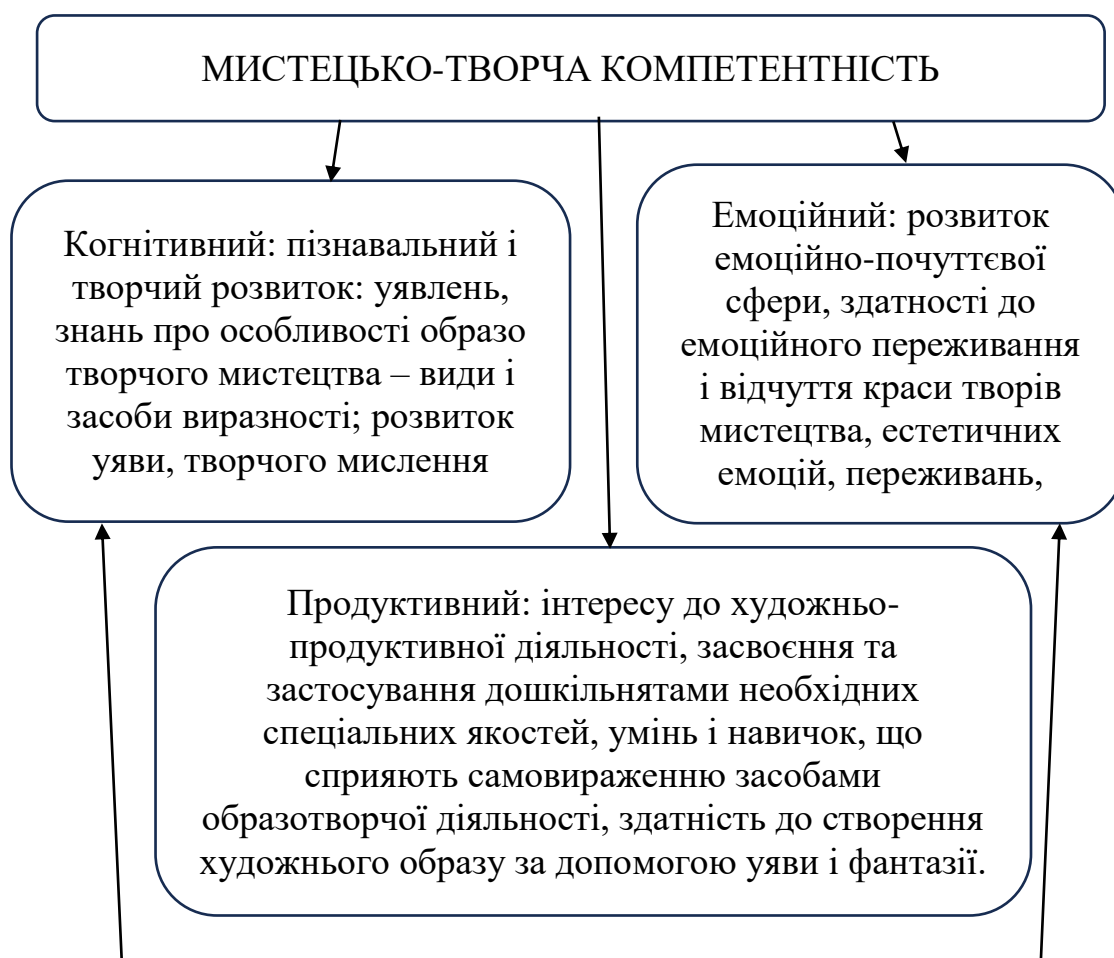 МИСТЕЦЬКО-ТВОРЧА КОМПЕТЕНТНІСТЬ
Когнітивний: пізнавальний і
творчий розвиток: уявлень,
знань про особливості образо
творчого мистецтва – види і
засоби виразності; розвиток
уяви, творчого мислення
Емоційний: розвиток
емоційно-почуттєвої
сфери, здатності до
емоційного переживання
і відчуття краси творів
мистецтва, естетичних
емоцій, переживань,
Продуктивний: інтересу до художньо-
продуктивної діяльності, засвоєння та
застосування дошкільнятами необхідних
спеціальних якостей, умінь і навичок, що
сприяють самовираженню засобами
образотворчої діяльності, здатність до створення
художнього образу за допомогою уяви і фантазії.